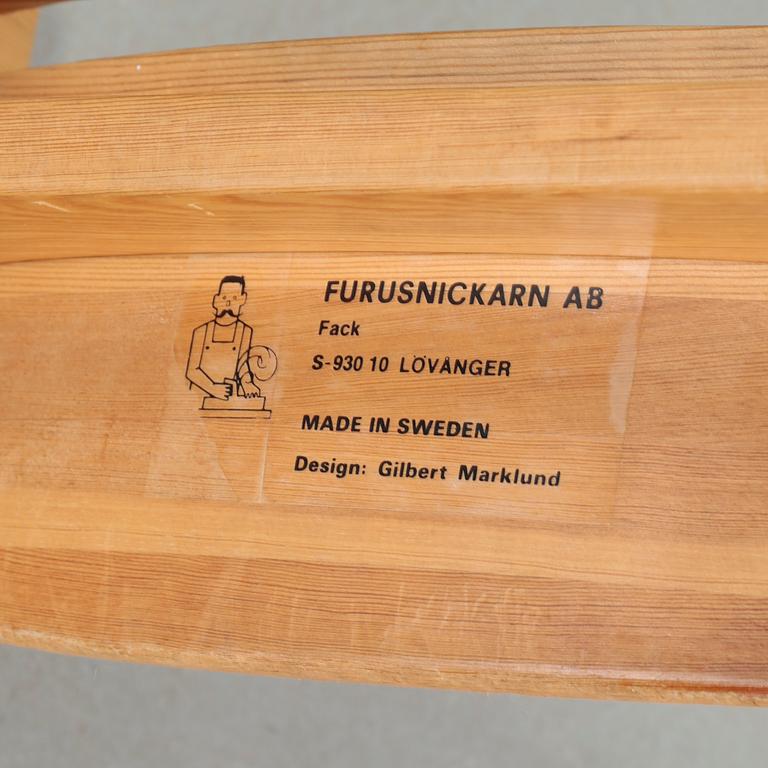 FURUSNICKARN AB
Fack
S-930 10 LÖVÅNGER
MADE IN SWEDEN
Design: Gilbert Marklund